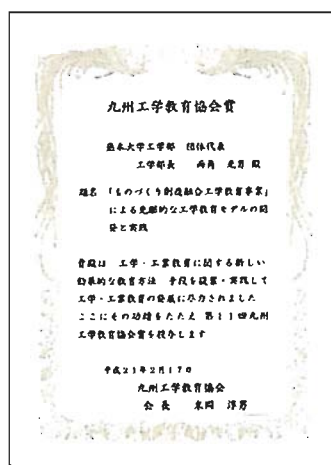 九州工学教育協会賞
熊本大学工学部 団体代表
工学部長 両角 光男 殿
題名 「ものづくり創造融合工学教育事業」
による先駆的な工学教育モデルの開
発と実践
貴殿は 工学・工業教育に関する新しい
効果的な教育方法 手段を提案・実践して
工学・工業教育の発展に尽力されました
ここにその功績をたたえ 第11回九州
工学教育協会賞を授与します
平成21年2月17日
九州工学教育協会
会長 末岡 淳男